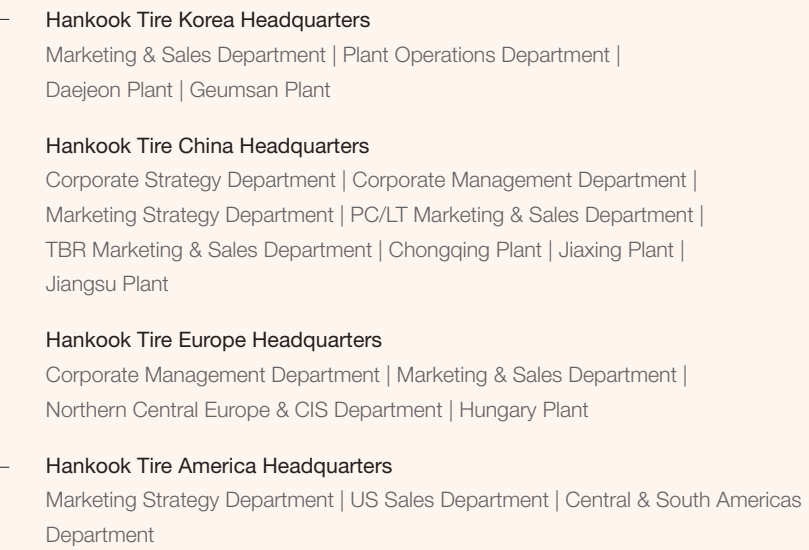 Hankook Tire Korea Headquarters
Marketing & Sales Department | Plant Operations Department |
Daejeon Plant | Geumsan Plant
Hankook Tire China Headquarters
Corporate Strategy Department | Corporate Management Department |
Marketing Strategy Department | PC/LT Marketing & Sales Department |
TBR Marketing & Sales Department | Chongqing Plant | Jiaxing Plant |
Jiangsu Plant
Hankook Tire Europe Headquarters
Corporate Management Department | Marketing & Sales Department |
Northern Central Europe & CIS Department | Hungary Plant
Hankook Tire America Headquarters
Marketing Strategy Department | US Sales Department | Central & South Americas
Department